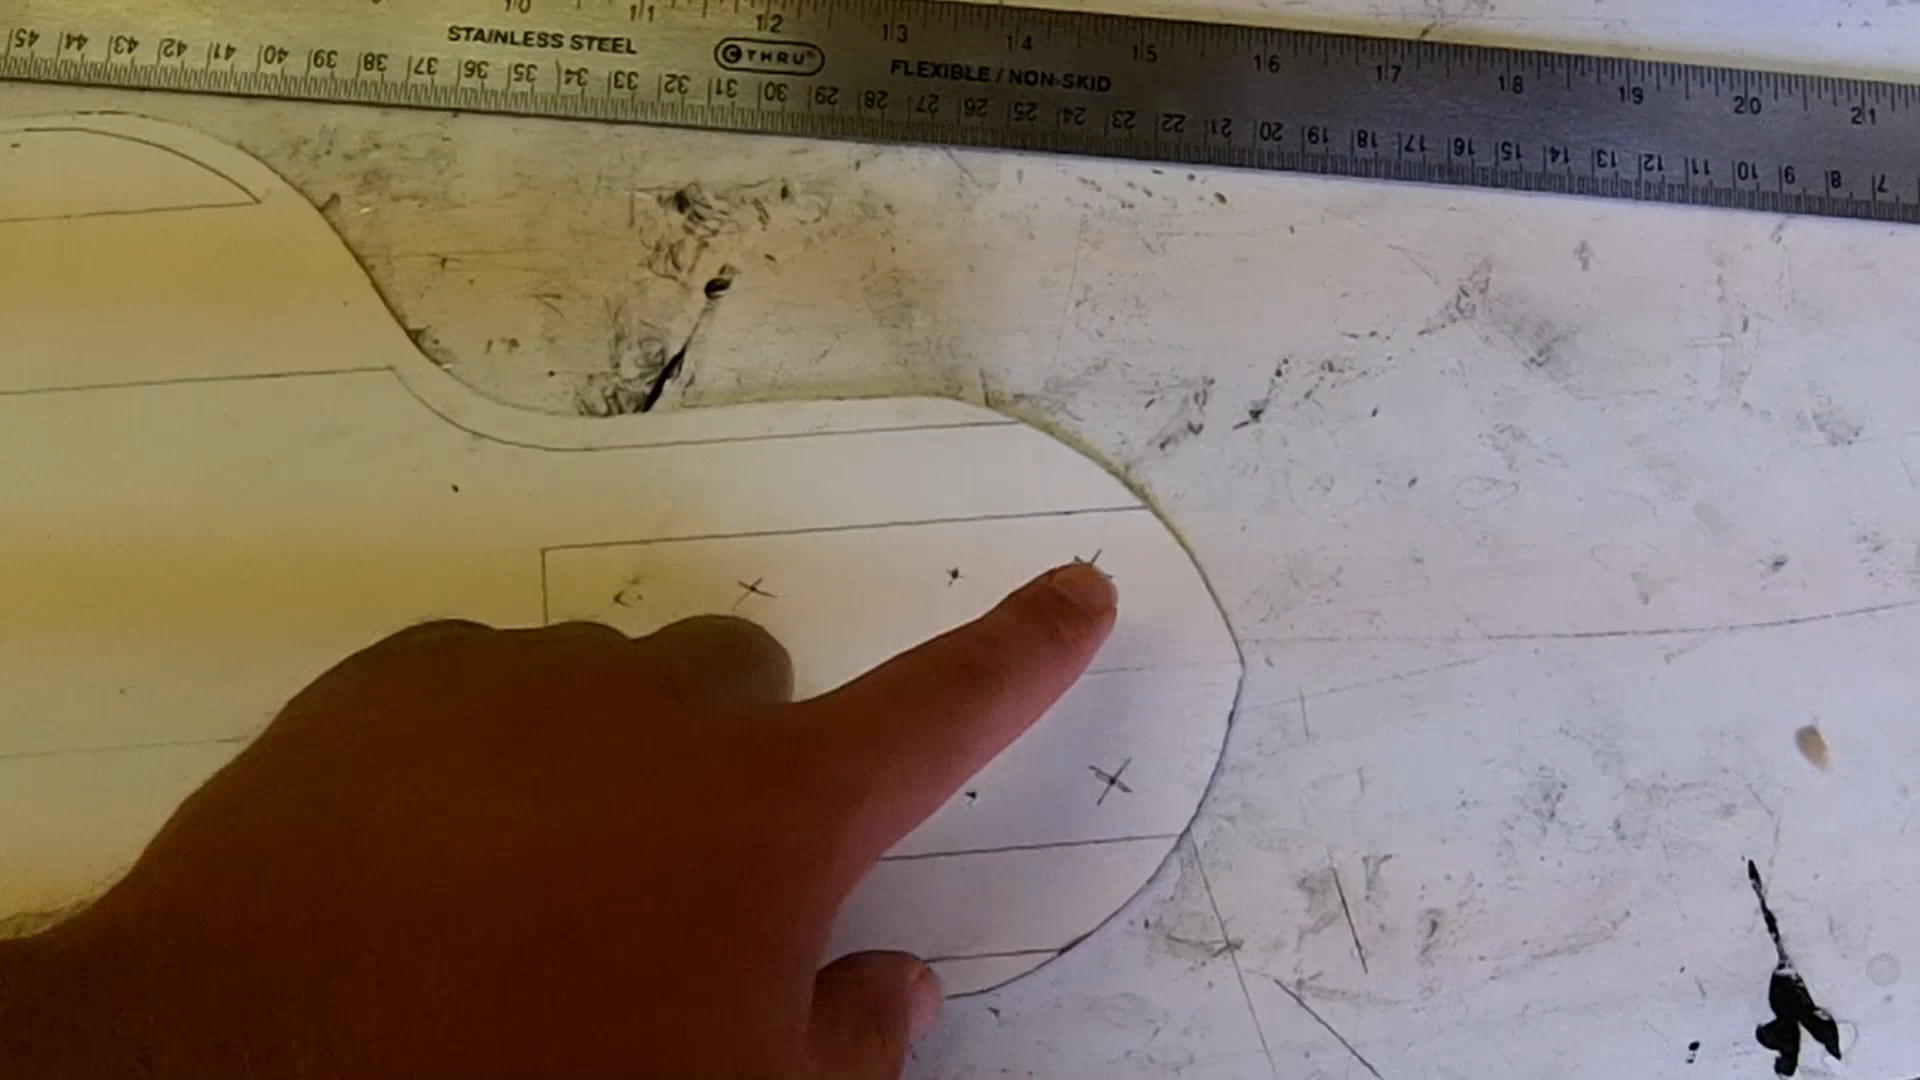 10 11 12 13 14 15 16 17 18 19 20 21
STAINLESS STEEL
C-THRU®
FLEXIBLE / NON-SKID
45 44 43 42 41 40 39 38 37 36 35 34 33 32 31 30 29 28 27 26 25 24 23 22 21 20 19 18 17 16 15 14 13 12 11 10 9 8 7